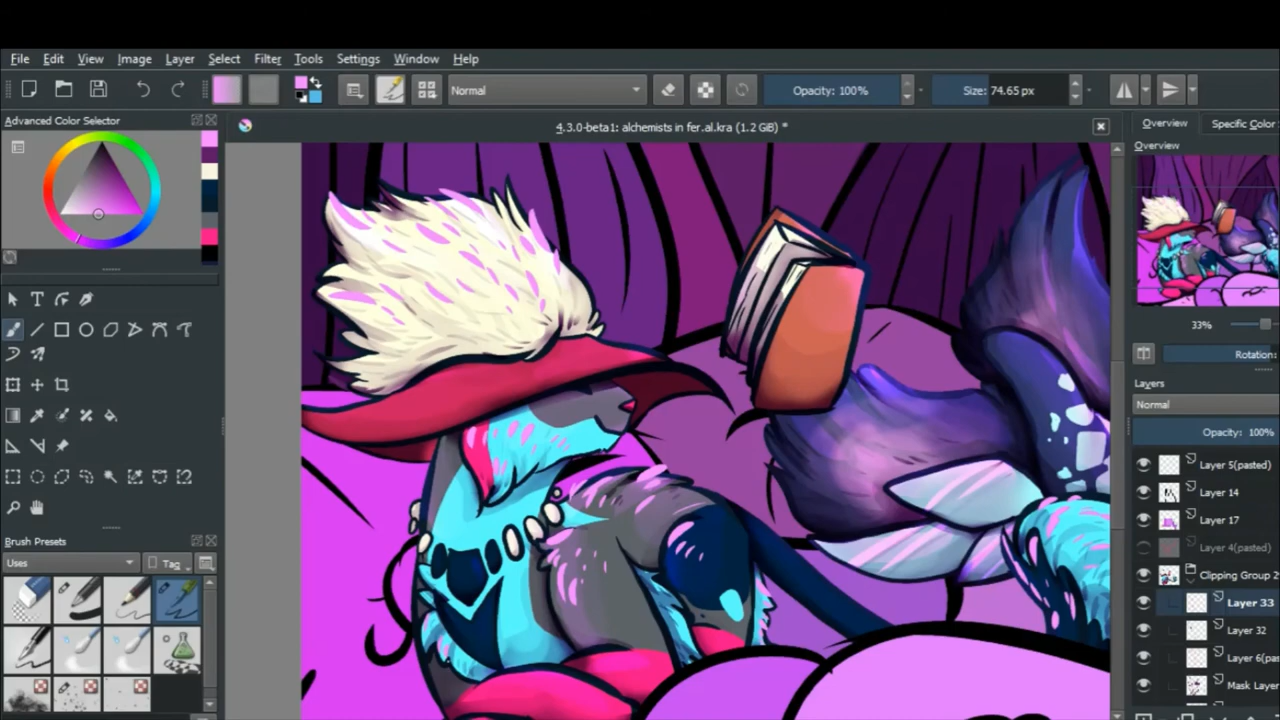 File Edit View Image Layer Select Filter Tools Settings Window Help
Normal Opacity: 100% Size: 74.65 px
Advanced Color Selector
4.3.0-beta1: alchemists in fer.al.kra (1.2 GiB) *
Overview Specific Color
Overview
33%
Rotation:
Layers
Normal
Opacity: 100%
Layer 5(pasted)
Layer 14
Layer 17
Layer 4(pasted)
Clipping Group 2
Layer 33
Layer 32
Layer 6(pas
Mask Layer
Brush Presets
Uses Tag